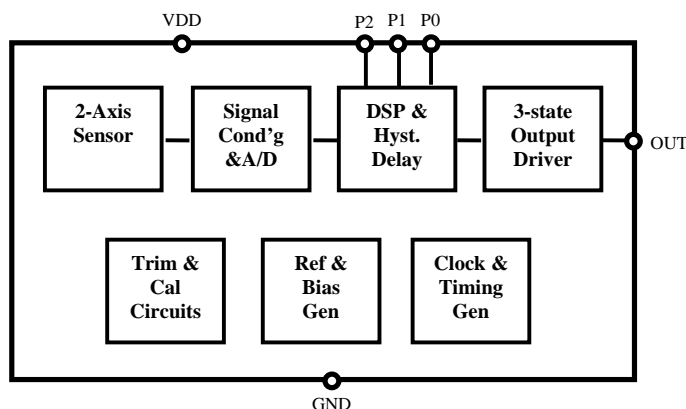 VDD
P2 P1 P0
2-Axis
Sensor
Signal
Cond'g
&A/D
DSP &
Hyst.
Delay
3-state
Output
Driver
OUT
Trim &
Cal
Circuits
Ref &
Bias
Gen
Clock &
Timing
Gen
GND